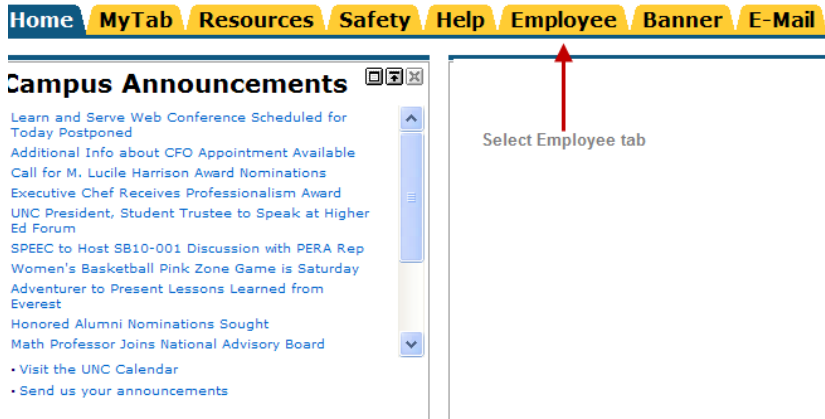 Home MyTab Resources Safety Help Employee Banner E-Mail
Campus Announcements
Learn and Serve Web Conference Scheduled for
Today Postponed
Additional Info about CFO Appointment Available
Call for M. Lucile Harrison Award Nominations
Executive Chef Receives Professionalism Award
UNC President, Student Trustee to Speak at Higher
Ed Forum
SPEEC to Host SB10-001 Discussion with PERA Rep
Women's Basketball Pink Zone Game is Saturday
Adventurer to Present Lessons Learned from
Everest
Honored Alumni Nominations Sought
Math Professor Joins National Advisory Board
• Visit the UNC Calendar
• Send us your announcements
Select Employee tab